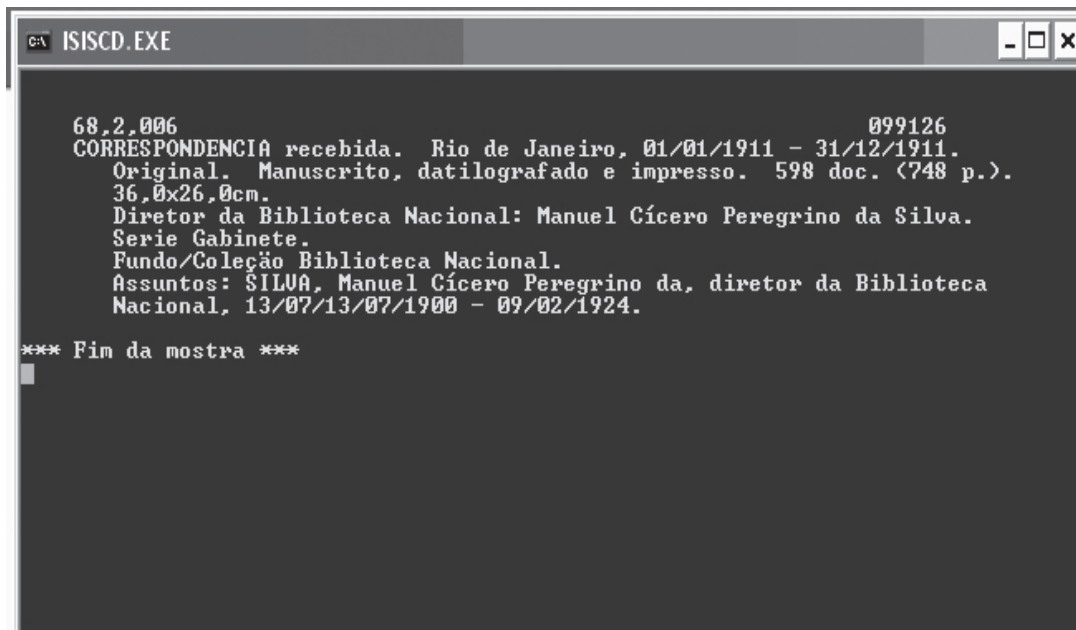 C:\ ISISCD.EXE
68,2,006 099126
CORRESPONDENCIA recebida. Rio de Janeiro, 01/01/1911 - 31/12/1911.
Original. Manuscrito, datilografado e impresso. 598 doc. (748 p.).
36,0x26,0cm.
Diretor da Biblioteca Nacional: Manuel Cícero Peregrino da Silva.
Serie Gabinete.
Fundo/Coleçäo Biblioteca Nacional.
Assuntos: SILVA, Manuel Cícero Peregrino da, diretor da Biblioteca
Nacional, 13/07/13/07/1900 - 09/02/1924.
*** Fim da mostra ***